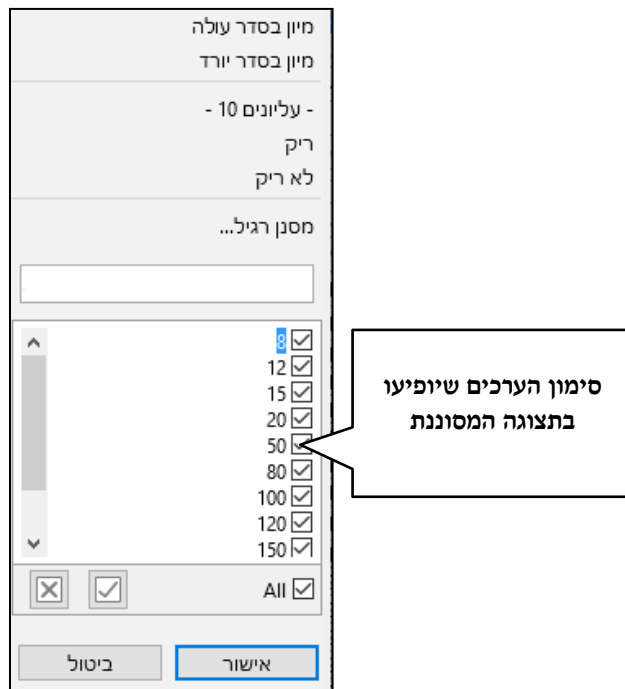 מיון בסדר עולה
מיון בסדר יורד
- עליונים 10 -
ריק
לא ריק
מסנן רגיל...
8
12
15
20
50
80
100
120
150
All
אישור
ביטול
סימון הערכים שיופיעו
בתצוגה המסוננת